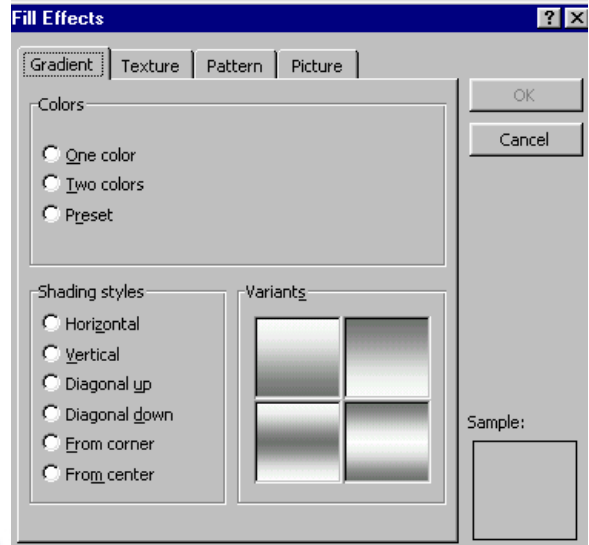 Fill Effects
Gradient Texture Pattern Picture
OK
Cancel
Colors
One color
Two colors
Preset
Shading styles
Horizontal
Vertical
Diagonal up
Diagonal down
From corner
From center
Variants
Sample: